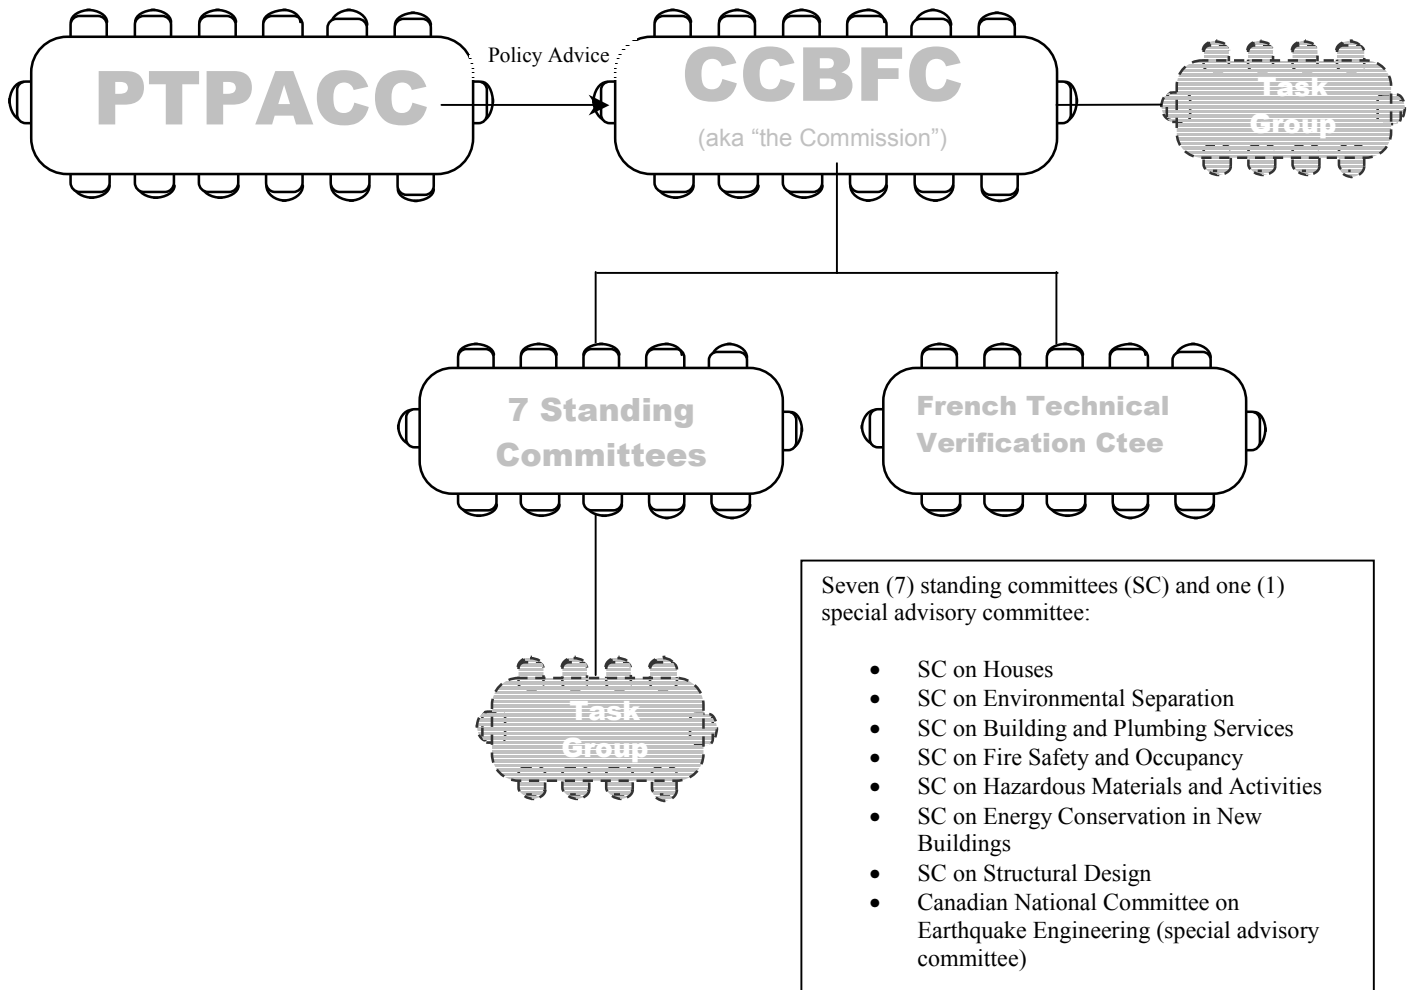 PTPACC
Policy Advice
CCBFC
(aka “the Commission”)
Task
Group
7 Standing
Committees
French Technical
Verification Ctee
Task
Group
Seven (7) standing committees (SC) and one (1)
special advisory committee:
• SC on Houses
• SC on Environmental Separation
• SC on Building and Plumbing Services
• SC on Fire Safety and Occupancy
• SC on Hazardous Materials and Activities
• SC on Energy Conservation in New
Buildings
• SC on Structural Design
• Canadian National Committee on
Earthquake Engineering (special advisory
committee)